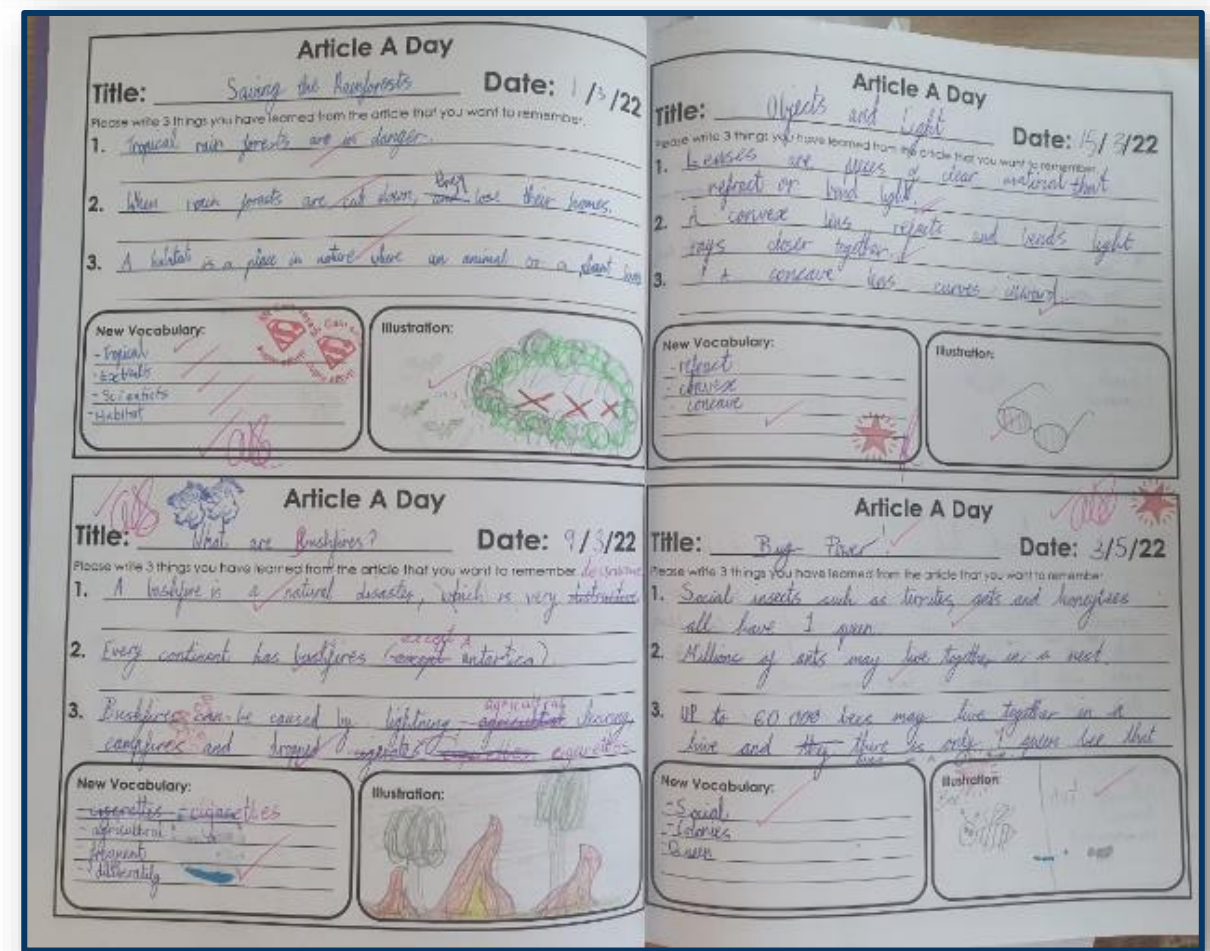 Article A Day
Title: Saving the Rainforests Date: 1/3/22
Please write 3 things you have learned from the article that you want to remember.
1. Tropical rain forests are in danger.
2. When rain forests are cut down, they lose their homes.
3. A habitat is a place in nature where an animal or a plant lives
New Vocabulary:
- Tropical
- Scientists
- Habitat
Illustration:
Article A Day
Title: What are Bushfires? Date: 9/3/22
Please write 3 things you have learned from the article that you want to remember.
1. A bushfire is a natural disaster, which is very
2. Every continent has bushfires (except antartica)
3. Bushfires can be caused by lightning agricultral clearing,
campfires and dropped cigarettes
New Vocabulary:
- cigarettes
- agricultral
- frequent
Illustration:
Article A Day
Title: Objects and Light Date: 15/3/22
Please write 3 things you have learned from the article that you want to remember.
1. Lenses are pieces of clear material that
refract or bend light.
2. A convex lens refracts and bends light
rays closer together.
3. A concave lens curves inward.
New Vocabulary:
- refract
- convex
- concave
Illustration:
Article A Day
Title: Bug Power! Date: 3/5/22
Please write 3 things you have learned from the article that you want to remember.
1. Social insects such as termites, ants and
all have 1 queen.
2. Millions of ants may live together in a nest.
3. UP to 60 000 bees may live together in a
hive and there is only 1 queen bee that
New Vocabulary:
- Social
- Colonies
- Queen
Illustration: